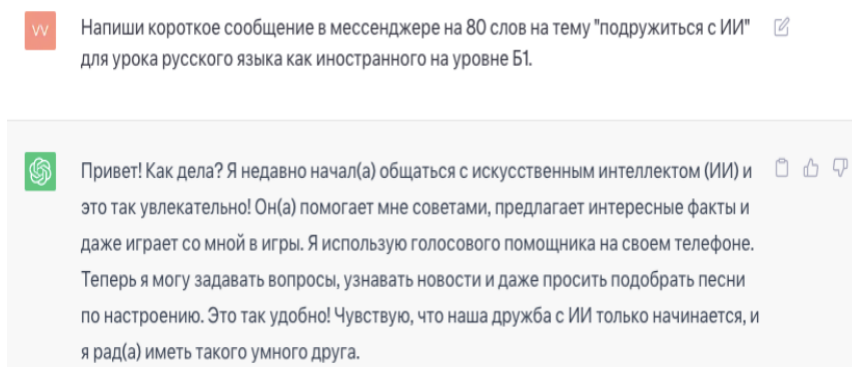 VV
Напиши короткое сообщение в мессенджере на 80 слов на тему "подружиться с ИИ"
для урока русского языка как иностранного на уровне Б1.
Привет! Как дела? Я недавно начал(а) общаться с искусственным интеллектом (ИИ) и
это так увлекательно! Он(а) помогает мне советами, предлагает интересные факты и
даже играет со мной в игры. Я использую голосового помощника на своем телефоне.
Теперь я могу задавать вопросы, узнавать новости и даже просить подобрать песни
по настроению. Это так удобно! Чувствую, что наша дружба с ИИ только начинается, и
я рад(а) иметь такого умного друга.